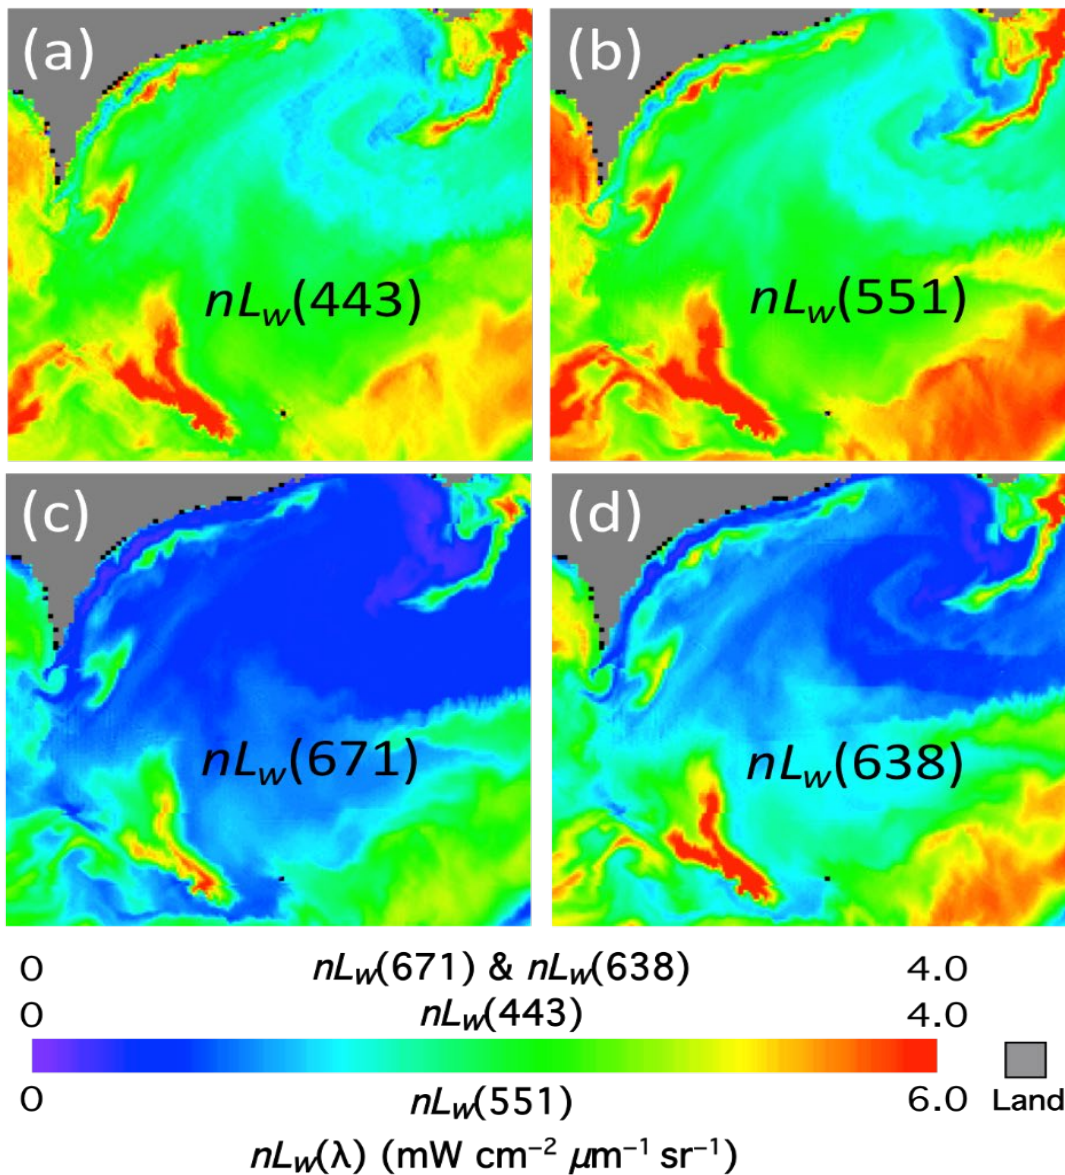 (a)
(b)
nLw(443)
nLw(551)
(c)
(d)
nLw(671)
nLw(638)
0 nLw(671) & nLw(638) 4.0
0 nLw(443) 4.0
0 nLw(551) 6.0 Land
nLw(λ) (mW cm⁻² μm⁻¹ sr⁻¹)